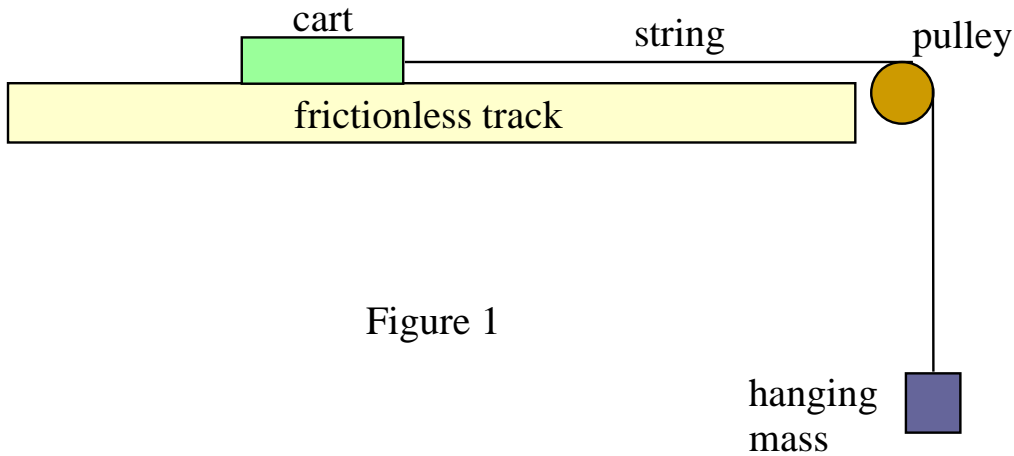 cart
string
pulley
frictionless track
Figure 1
hanging
mass